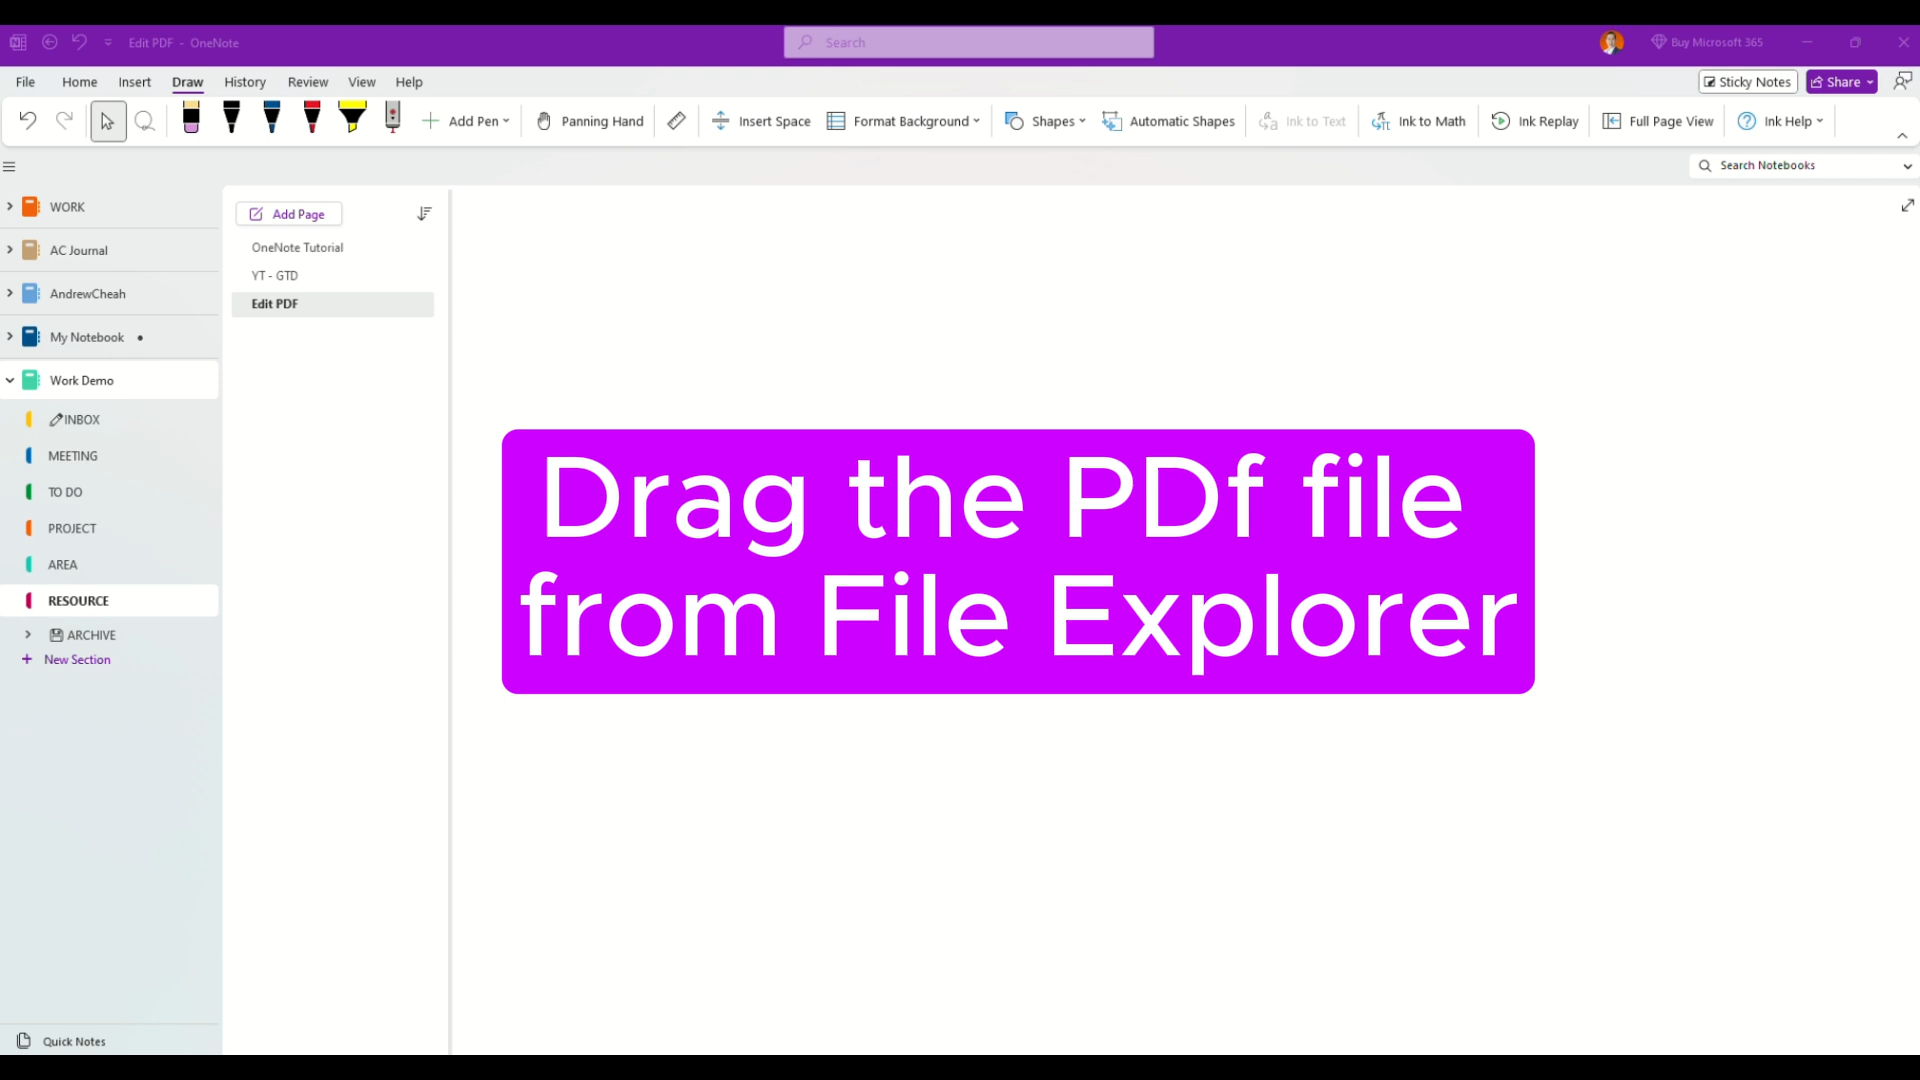 Edit PDF - OneNote
Search
Buy Microsoft 365
File Home Insert Draw History Review View Help
Sticky Notes Share
Add Pen Panning Hand Insert Space Format Background Shapes Automatic Shapes Ink to Text Ink to Math Ink Replay Full Page View Ink Help
Search Notebooks
WORK
AC Journal
AndrewCheah
My Notebook
Work Demo
INBOX
MEETING
TO DO
PROJECT
AREA
RESOURCE
ARCHIVE
New Section
Quick Notes
Add Page
OneNote Tutorial
YT - GTD
Edit PDF
Drag the PDf file
from File Explorer